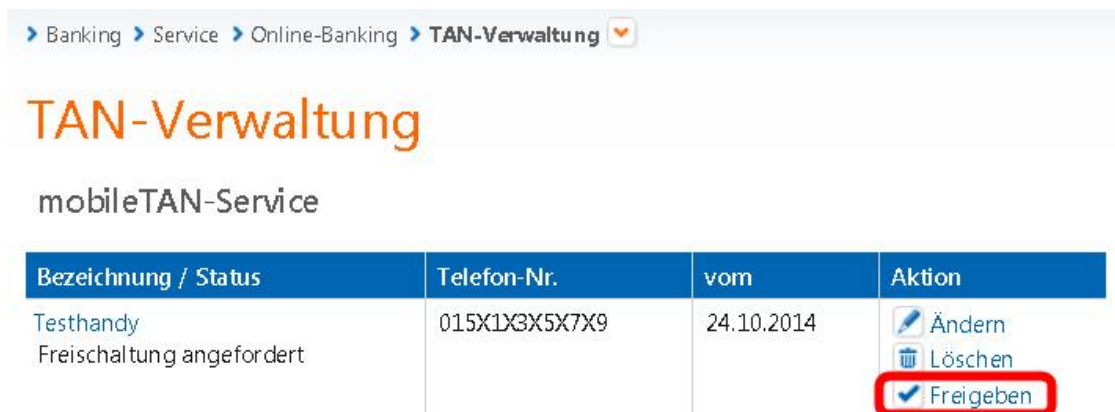 Banking Service Online-Banking TAN-Verwaltung
TAN-Verwaltung
mobileTAN-Service
Bezeichnung / Status Telefon-Nr. vom Aktion
Testhandy 015X1X3X5X7X9 24.10.2014 Ändern
Freischaltung angefordert Löschen
Freigeben